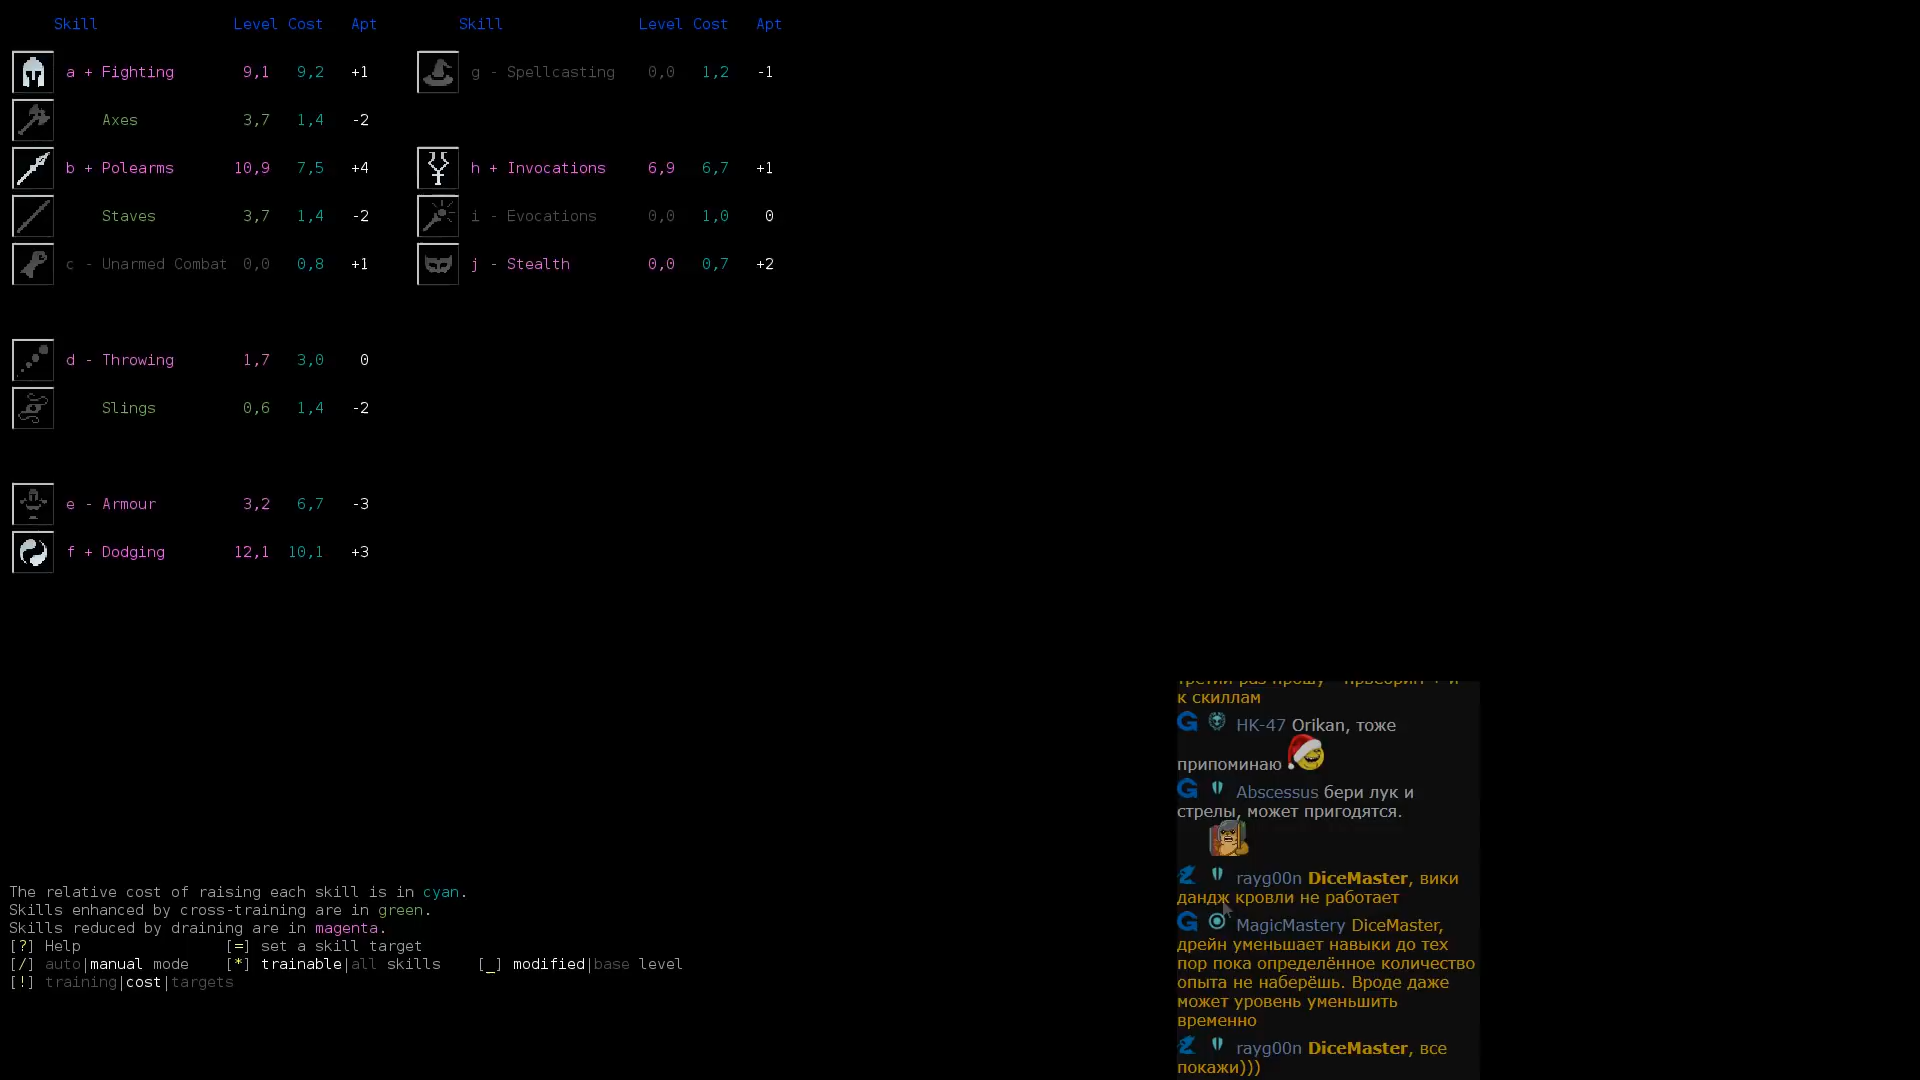 Skill Level Cost Apt Skill Level Cost Apt
a + Fighting 9,1 9,2 +1 g - Spellcasting 0,0 1,2 -1
Axes 3,7 1,4 -2
b + Polearms 10,9 7,5 +4 h + Invocations 6,9 6,7 +1
Staves 3,7 1,4 -2 i - Evocations 0,0 1,0 0
c - Unarmed Combat 0,0 0,8 +1 j - Stealth 0,0 0,7 +2
d - Throwing 1,7 3,0 0
Slings 0,6 1,4 -2
e - Armour 3,2 6,7 -3
f + Dodging 12,1 10,1 +3
The relative cost of raising each skill is in cyan.
Skills enhanced by cross-training are in green.
Skills reduced by draining are in magenta.
[?] Help [=] set a skill target
[/] auto|manual mode [*] trainable|all skills [_] modified|base level
[!] training|cost|targets
третий раз прошу
к скиллам
HK-47 Orikan, тоже
припоминаю
Abscessus бери лук и
стрелы, может пригодятся.
rayg00n DiceMaster, вики
дандж кровли не работает
MagicMastery DiceMaster,
дрейн уменьшает навыки до тех
пор пока определённое количество
опыта не наберёшь. Вроде даже
может уровень уменьшить
временно
rayg00n DiceMaster, все
покажи)))